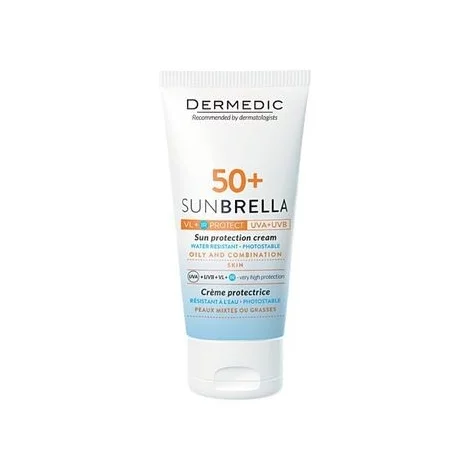 DERMEDIC
Recommended by dermatologists
50+
SUNBRELLA
VL + IR PROTECT UVA+UVB
Sun protection cream
WATER RESISTANT • PHOTOSTABLE
OILY AND COMBINATION
SKIN
UVA +UVB+VL+ IR - very high protection
Crème protectrice
RÉSISTANT À L'EAU • PHOTOSTABLE
PEAUX MIXTES OU GRASSES